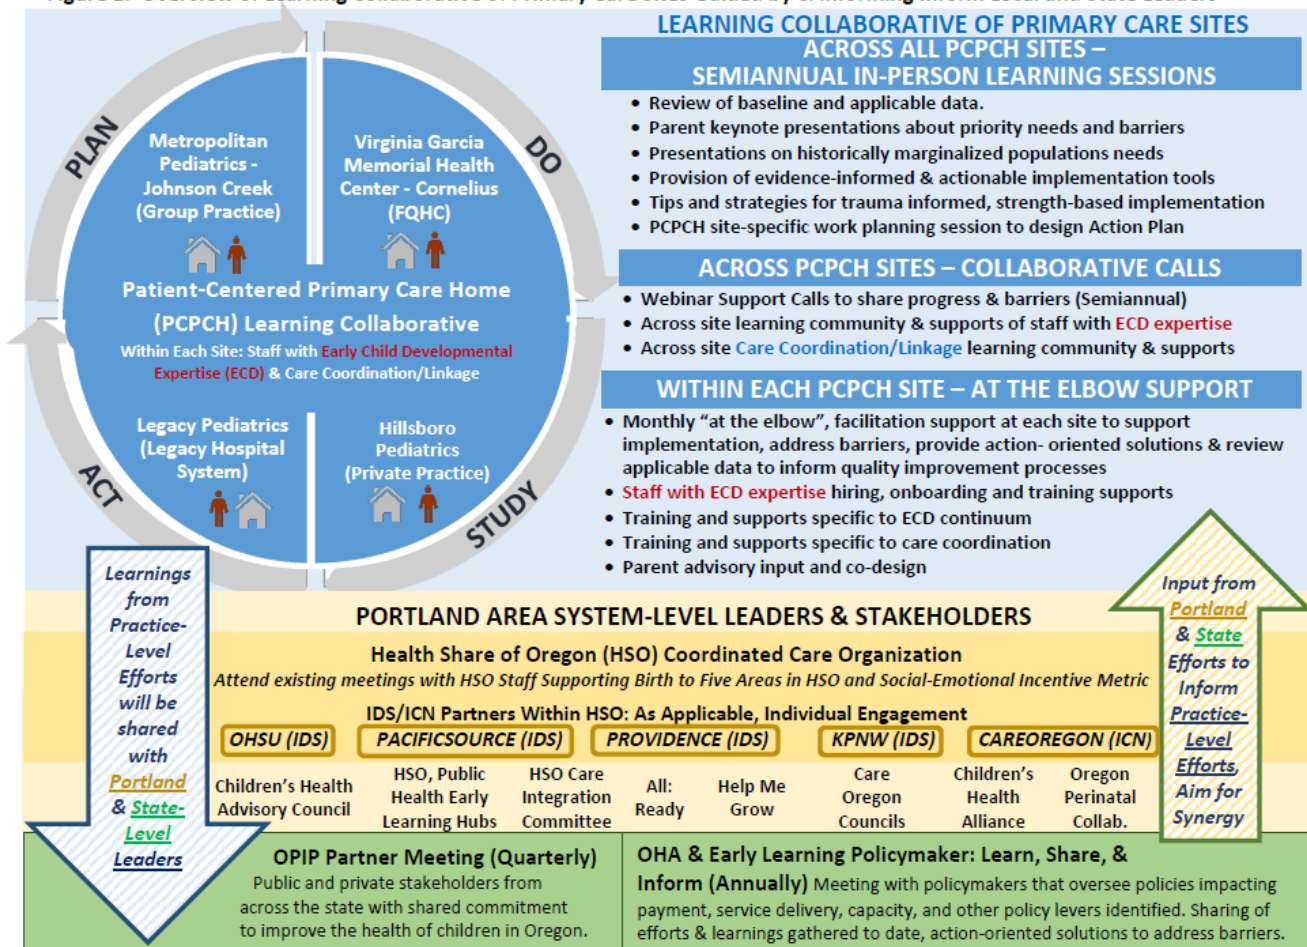 LEARNING COLLABORATIVE OF PRIMARY CARE SITES
ACROSS ALL PCPCH SITES –
SEMIANNUAL IN-PERSON LEARNING SESSIONS
• Review of baseline and applicable data.
• Parent keynote presentations about priority needs and barriers
• Presentations on historically marginalized populations needs
• Provision of evidence-informed & actionable implementation tools
• Tips and strategies for trauma informed, strength-based implementation
• PCPCH site-specific work planning session to design Action Plan
ACROSS PCPCH SITES – COLLABORATIVE CALLS
• Webinar Support Calls to share progress & barriers (Semiannual)
• Across site learning community & supports of staff with ECD expertise
• Across site Care Coordination/Linkage learning community & supports
WITHIN EACH PCPCH SITE – AT THE ELBOW SUPPORT
• Monthly “at the elbow”, facilitation support at each site to support
implementation, address barriers, provide action- oriented solutions & review
applicable data to inform quality improvement processes
• Staff with ECD expertise hiring, onboarding and training supports
• Training and supports specific to ECD continuum
• Training and supports specific to care coordination
• Parent advisory input and co-design
PLAN
DO
STUDY
ACT
Metropolitan
Pediatrics -
Johnson Creek
(Group Practice)
Virginia Garcia
Memorial Health
Center - Cornelius
(FQHC)
Patient-Centered Primary Care Home
(PCPCH) Learning Collaborative
Within Each Site: Staff with Early Child Developmental
Expertise (ECD) & Care Coordination/Linkage
Legacy Pediatrics
(Legacy Hospital
System)
Hillsboro
Pediatrics
(Private Practice)
Learnings
from
Practice-
Level
Efforts
will be
shared
with
Portland
& State-
Level
Leaders
Input from
Portland
& State
Efforts to
Inform
Practice-
Level
Efforts,
Aim for
Synergy
PORTLAND AREA SYSTEM-LEVEL LEADERS & STAKEHOLDERS
Health Share of Oregon (HSO) Coordinated Care Organization
Attend existing meetings with HSO Staff Supporting Birth to Five Areas in HSO and Social-Emotional Incentive Metric
IDS/ICN Partners Within HSO: As Applicable, Individual Engagement
OHSU (IDS)
PACIFICSOURCE (IDS)
PROVIDENCE (IDS)
KPNW (IDS)
CAREOREGON (ICN)
Children’s Health
Advisory Council
HSO, Public
Health Early
Learning Hubs
HSO Care
Integration
Committee
All:
Ready
Help Me
Grow
Care
Oregon
Councils
Children’s
Health
Alliance
Oregon
Perinatal
Collab.
OPIP Partner Meeting (Quarterly)
Public and private stakeholders from
across the state with shared commitment
to improve the health of children in Oregon.
OHA & Early Learning Policymaker: Learn, Share, &
Inform (Annually) Meeting with policymakers that oversee policies impacting
payment, service delivery, capacity, and other policy levers identified. Sharing of
efforts & learnings gathered to date, action-oriented solutions to address barriers.